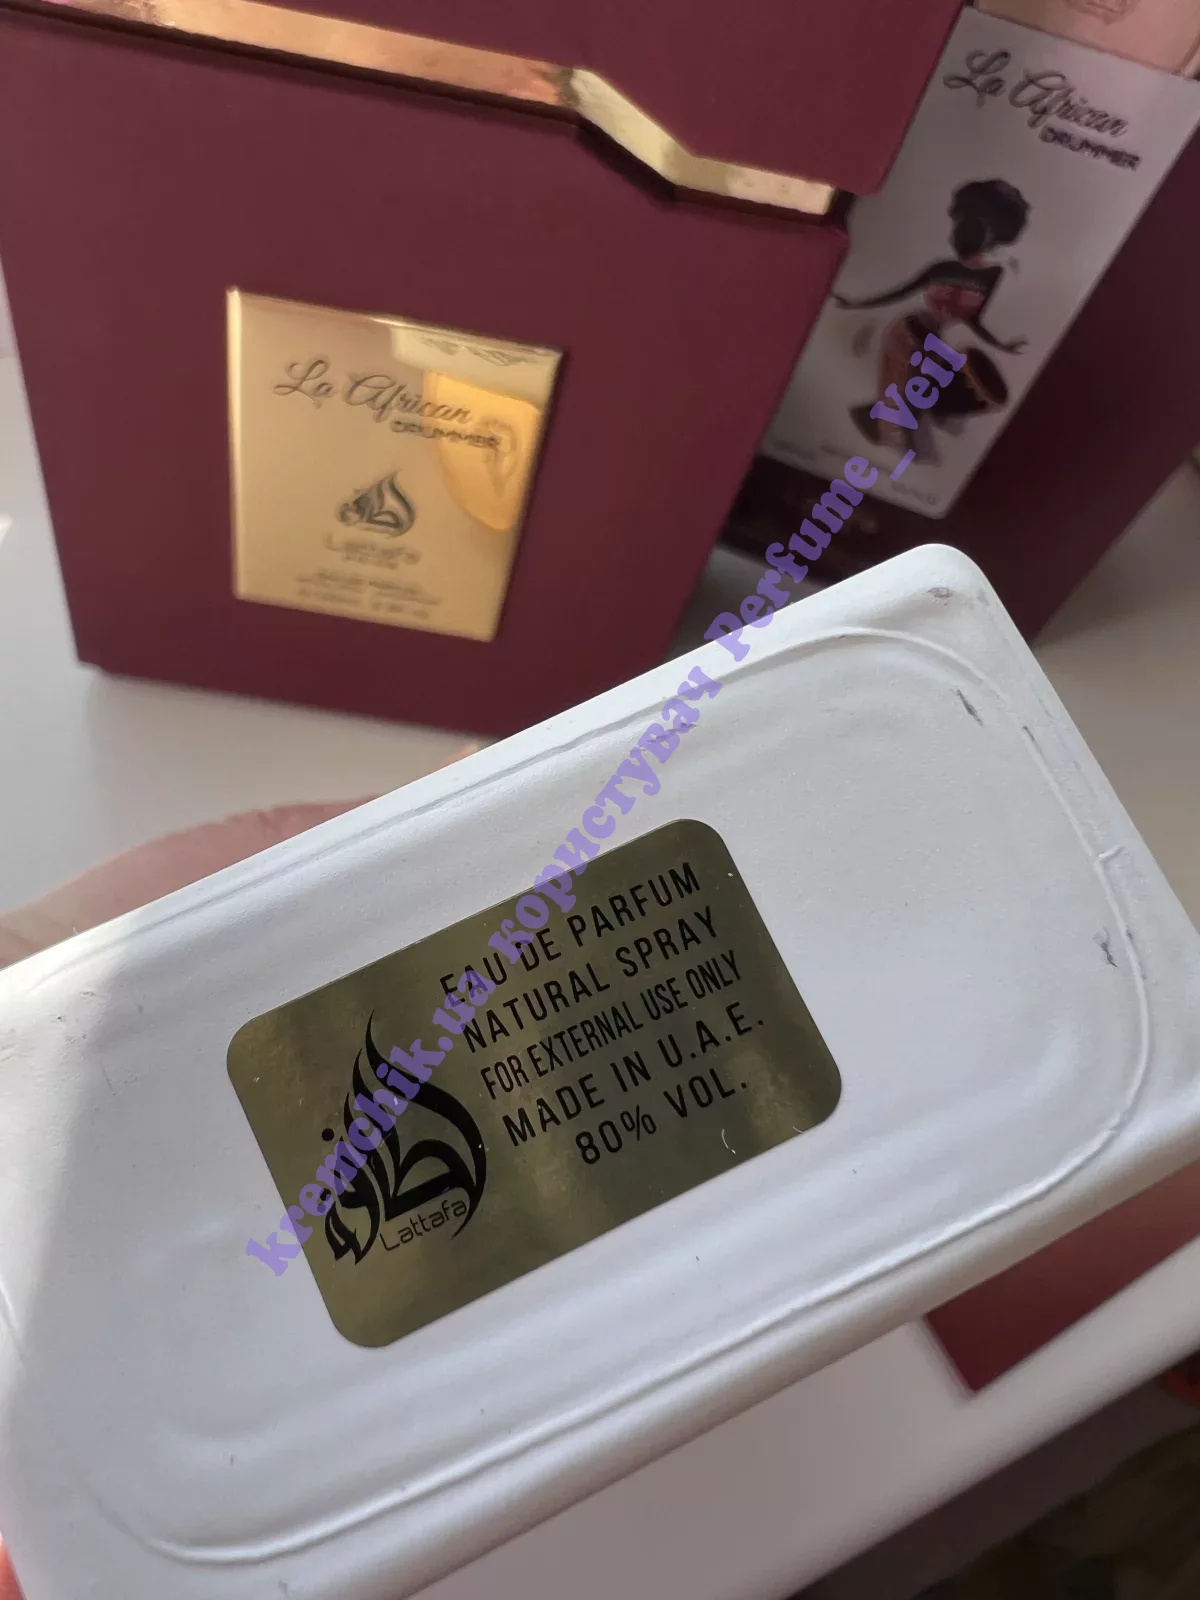 La African
DRUMMER
La African
DRUMMER
Lattafa
EAU DE PARFUM
NATURAL SPRAY
FOR EXTERNAL USE ONLY
MADE IN U.A.E.
80% VOL.
Lattafa
kremchik.ua користувач Perfume_Veil